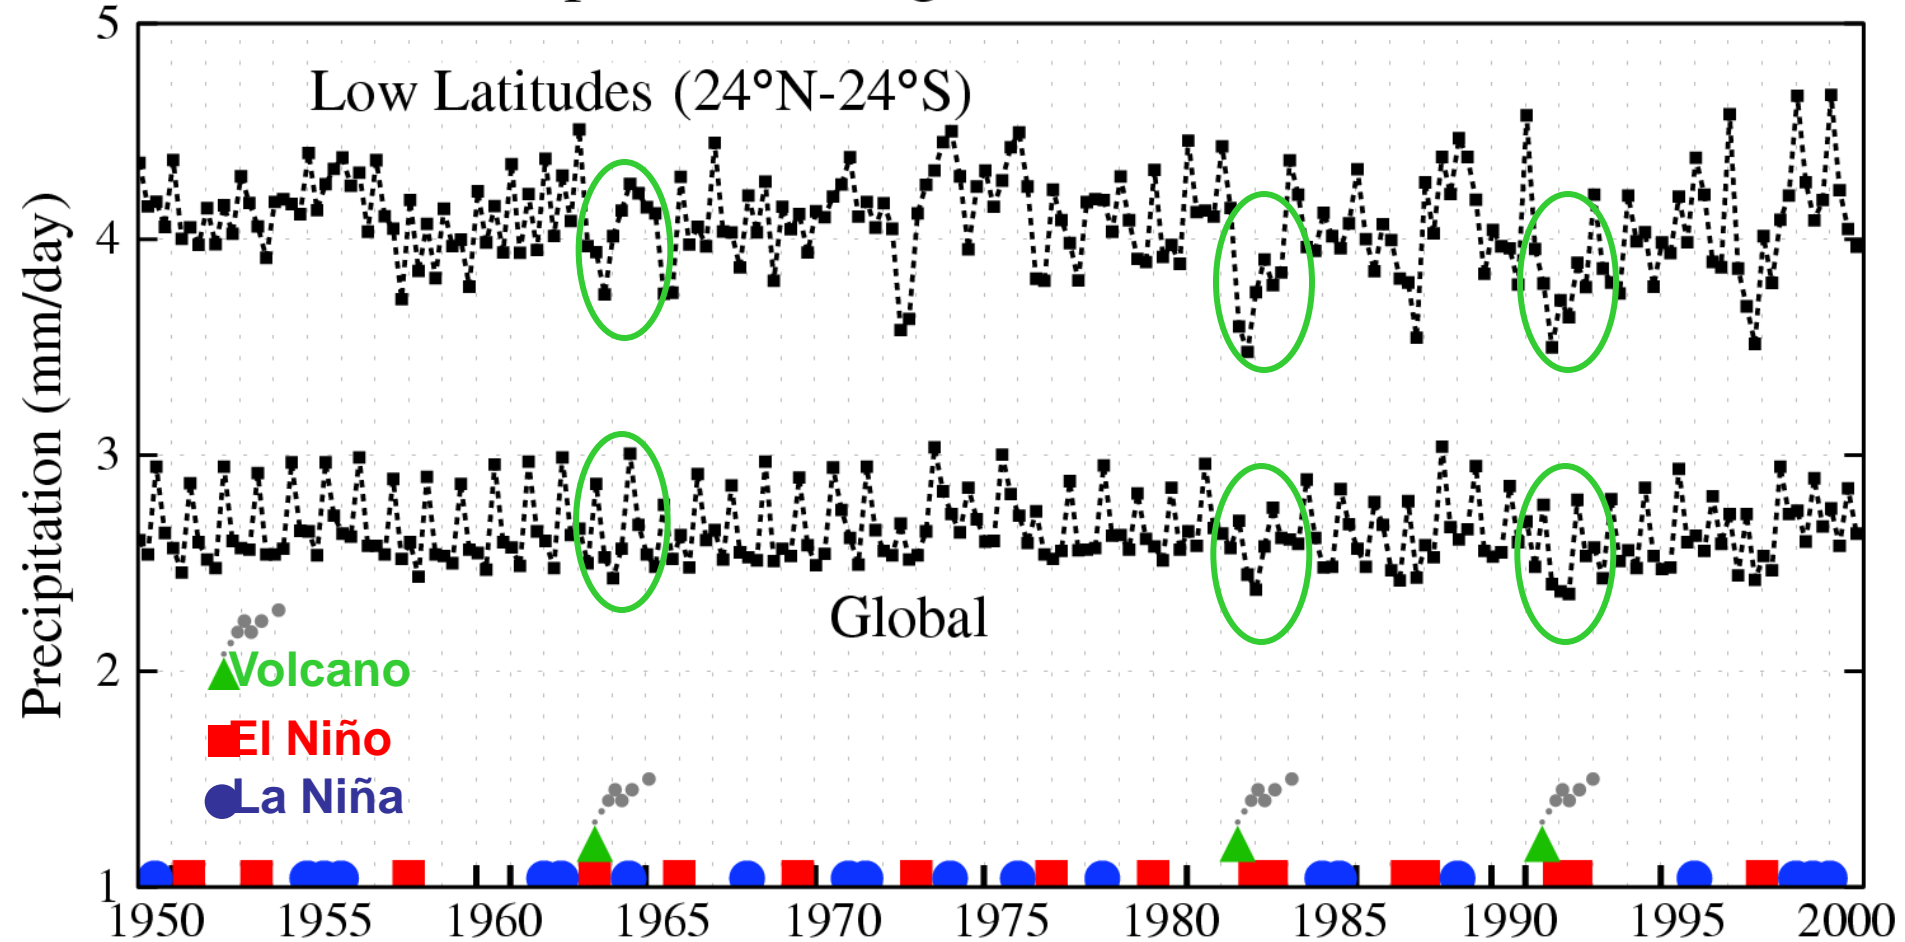 5
Low Latitudes (24°N-24°S)
4
Precipitation (mm/day)
3
Global
Volcano
2
El Niño
La Niña
1
1950 1955 1960 1965 1970 1975 1980 1985 1990 1995 2000